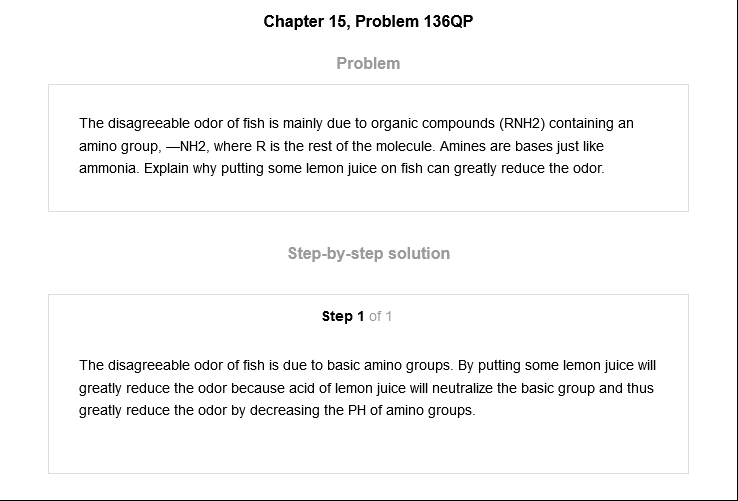 Chapter 15, Problem 136QP
Problem
The disagreeable odor of fish is mainly due to organic compounds (RNH2) containing an
amino group, —NH2, where R is the rest of the molecule. Amines are bases just like
ammonia. Explain why putting some lemon juice on fish can greatly reduce the odor.
Step-by-step solution
Step 1 of 1
The disagreeable odor of fish is due to basic amino groups. By putting some lemon juice will
greatly reduce the odor because acid of lemon juice will neutralize the basic group and thus
greatly reduce the odor by decreasing the PH of amino groups.